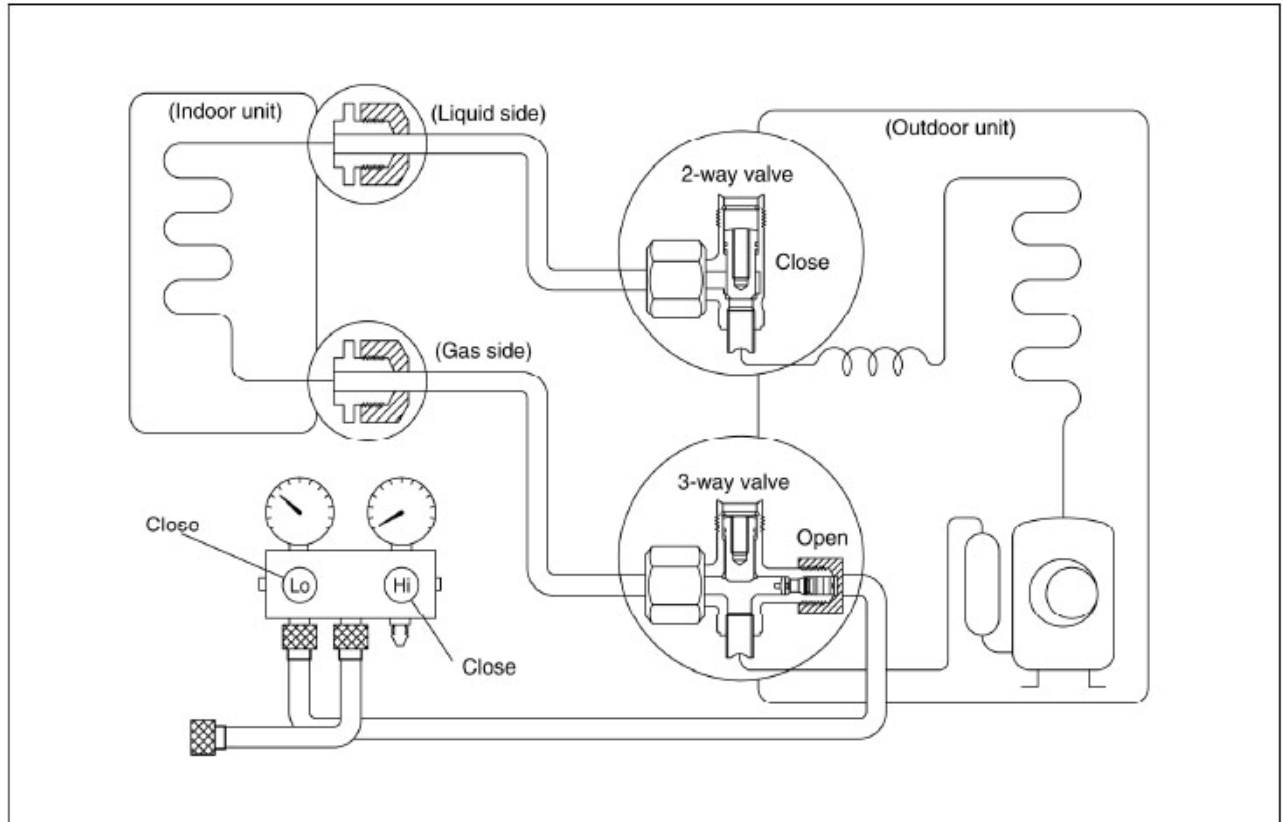 (Indoor unit)
(Liquid side)
(Outdoor unit)
2-way valve
Close
(Gas side)
3-way valve
Open
Close
Lo
Hi
Close